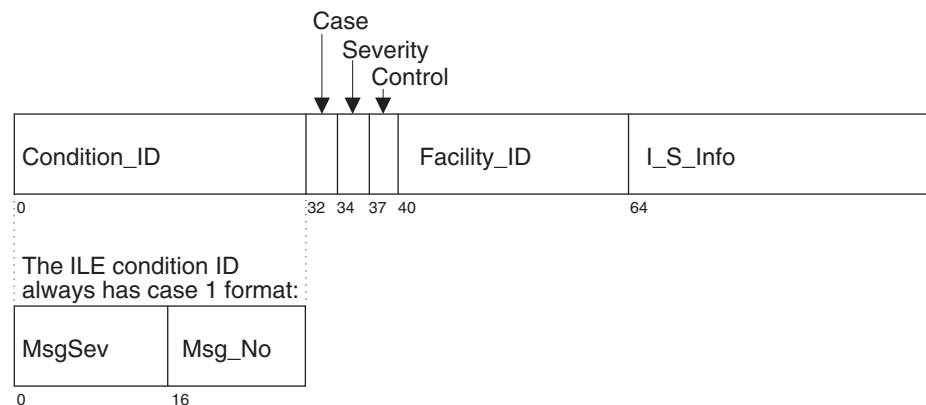 Case
Severity
Control
Condition_ID Facility_ID I_S_Info
0 32 34 37 40 64
The ILE condition ID
always has case 1 format:
MsgSev Msg_No
0 16